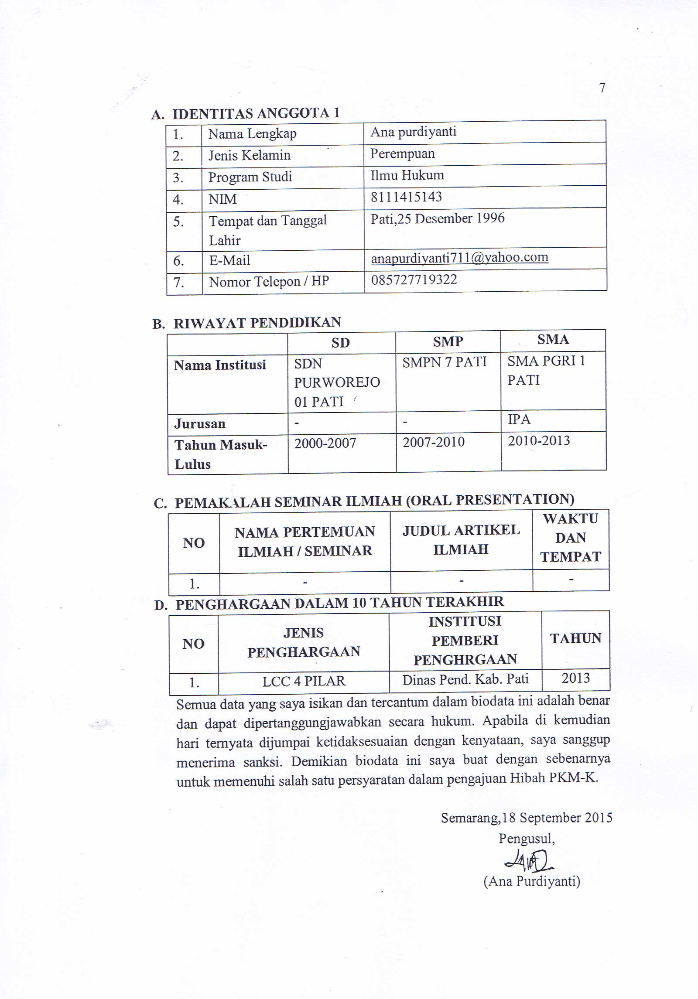 7
A. IDENTITAS ANGGOTA 1
1. Nama Lengkap Ana purdiyanti
2. Jenis Kelamin Perempuan
3. Program Studi Ilmu Hukum
4. NIM 8111415143
5. Tempat dan Tanggal Pati,25 Desember 1996
Lahir
6. E-Mail anapurdiyanti711@yahoo.com
7. Nomor Telepon / HP 085727719322
B. RIWAYAT PENDIDIKAN
SD SMP SMA
Nama Institusi SDN SMPN 7 PATI SMA PGRI 1
PURWOREJO PATI
01 PATI
Jurusan - - IPA
Tahun Masuk- 2000-2007 2007-2010 2010-2013
Lulus
C. PEMAKALAH SEMINAR ILMIAH (ORAL PRESENTATION)
NO NAMA PERTEMUAN JUDUL ARTIKEL WAKTU
ILMIAH / SEMINAR ILMIAH DAN
TEMPAT
1. - - -
D. PENGHARGAAN DALAM 10 TAHUN TERAKHIR
NO JENIS INSTITUSI TAHUN
PENGHARGAAN PEMBERI
PENGHRGAAN
1. LCC 4 PILAR Dinas Pend. Kab. Pati 2013
Semua data yang saya isikan dan tercantum dalam biodata ini adalah benar
dan dapat dipertanggungjawabkan secara hukum. Apabila di kemudian
hari ternyata dijumpai ketidaksesuaian dengan kenyataan, saya sanggup
menerima sanksi. Demikian biodata ini saya buat dengan sebenarnya
untuk memenuhi salah satu persyaratan dalam pengajuan Hibah PKM-K.
Semarang,18 September 2015
Pengusul,
(Ana Purdiyanti)